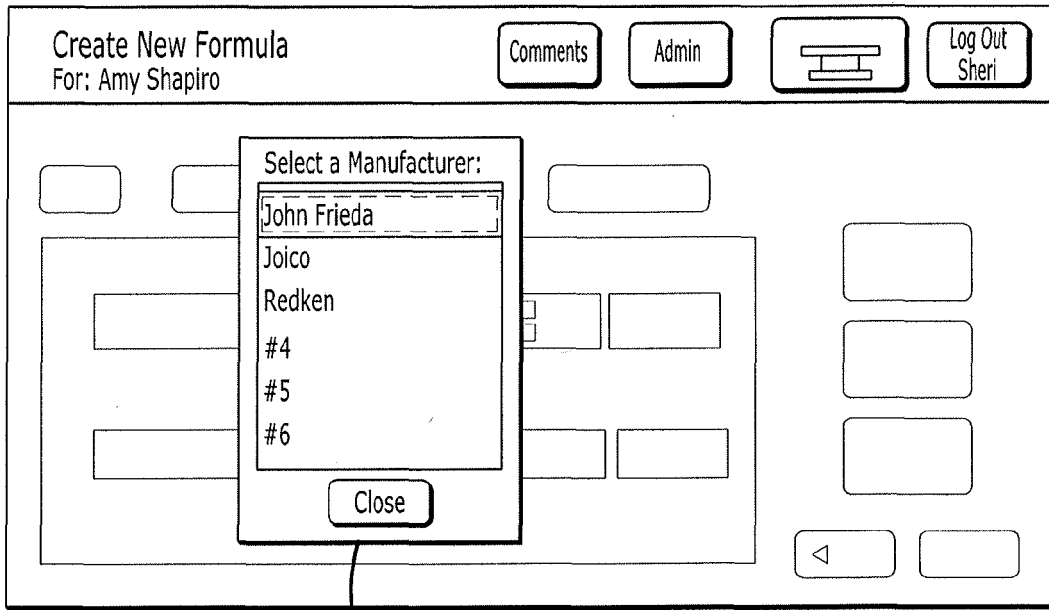 Create New Formula
For: Amy Shapiro
Comments
Admin
Log Out
Sheri
Select a Manufacturer:
John Frieda
Joico
Redken
#4
#5
#6
Close